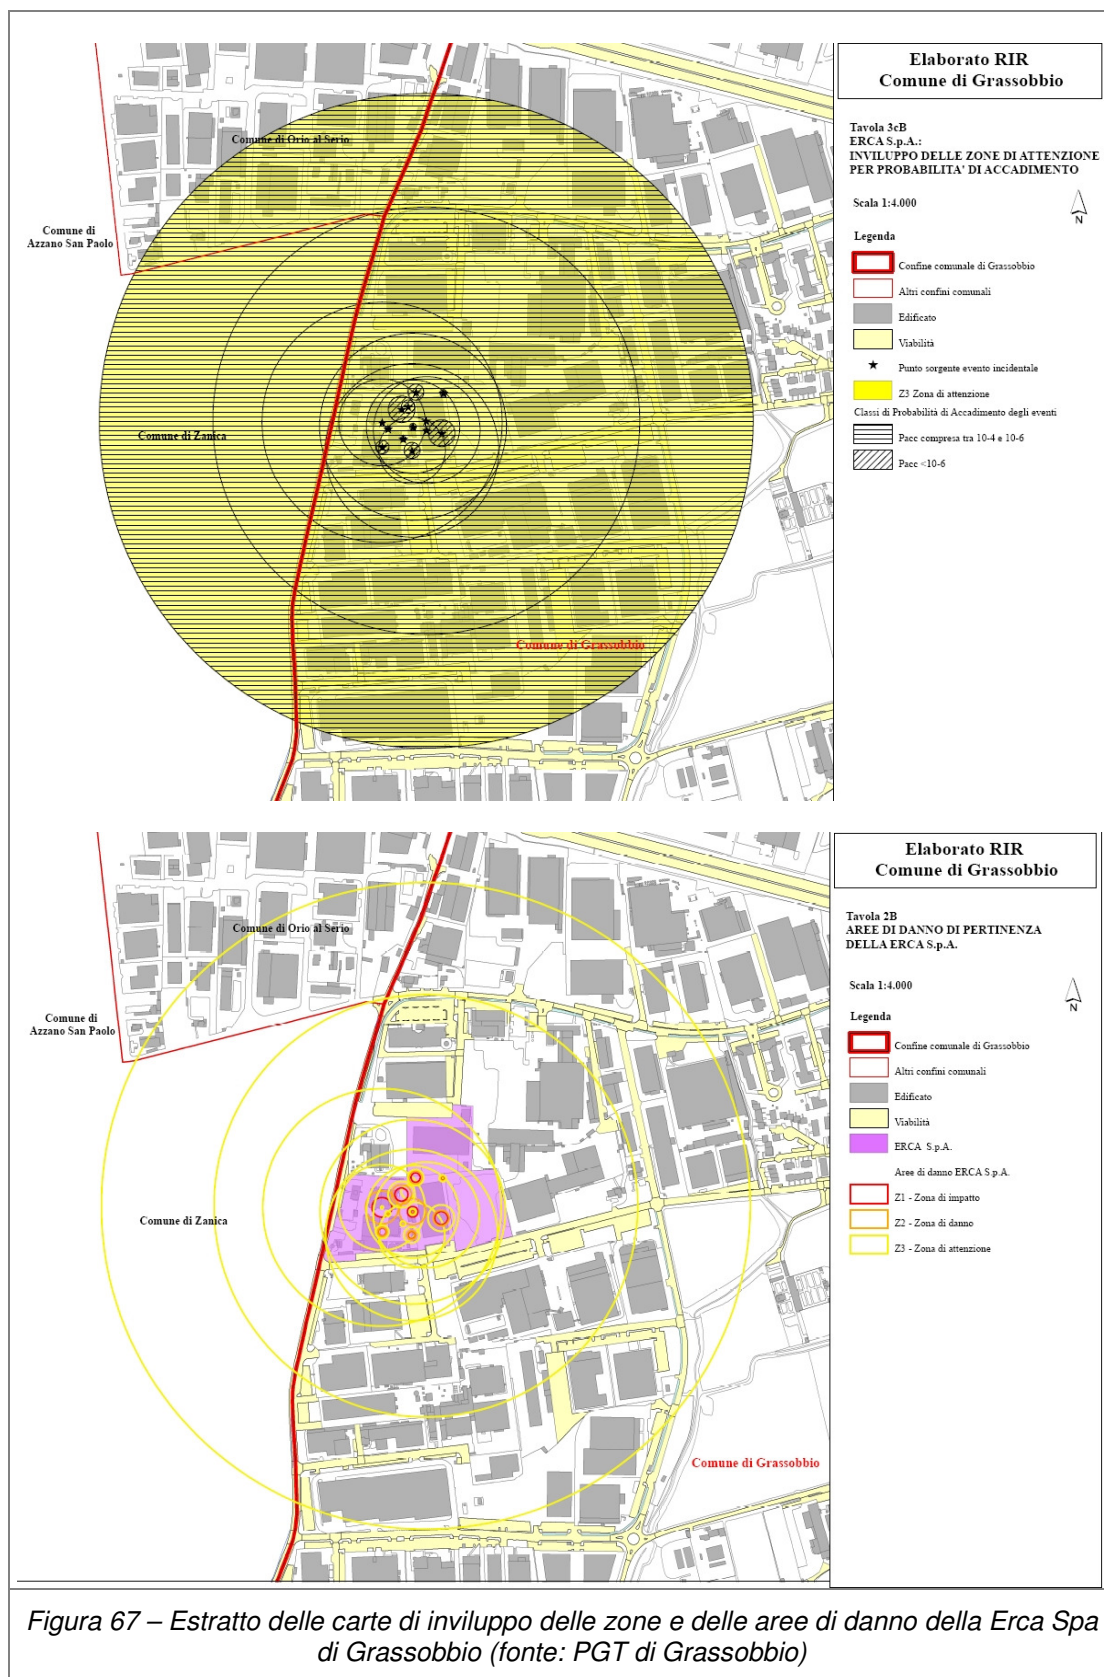 Elaborato RIR
Comune di Grassobbio
Tavola 3cB
ERCA S.p.A.:
INVILUPPO DELLE ZONE DI ATTENZIONE
PER PROBABILITA' DI ACCADIMENTO
Scala 1:4.000
N
Legenda
Confine comunale di Grassobbio
Altri confini comunali
Edificato
Viabilità
Punto sorgente evento incidentale
Z3 Zona di attenzione
Classi di Probabilità di Accadimento degli eventi
Pacc compresa tra 10-4 e 10-6
Pacc <10-6
Comune di Orio al Serio
Comune di
Azzano San Paolo
Comune di Zanica
Comune di Grassobbio
Elaborato RIR
Comune di Grassobbio
Tavola 2B
AREE DI DANNO DI PERTINENZA
DELLA ERCA S.p.A.
Scala 1:4.000
N
Legenda
Confine comunale di Grassobbio
Altri confini comunali
Edificato
Viabilità
ERCA S.p.A.
Aree di danno ERCA S.p.A.
Z1 - Zona di impatto
Z2 - Zona di danno
Z3 - Zona di attenzione
Comune di Orio al Serio
Comune di
Azzano San Paolo
Comune di Zanica
Comune di Grassobbio
Figura 67 – Estratto delle carte di inviluppo delle zone e delle aree di danno della Erca Spa
di Grassobbio (fonte: PGT di Grassobbio)